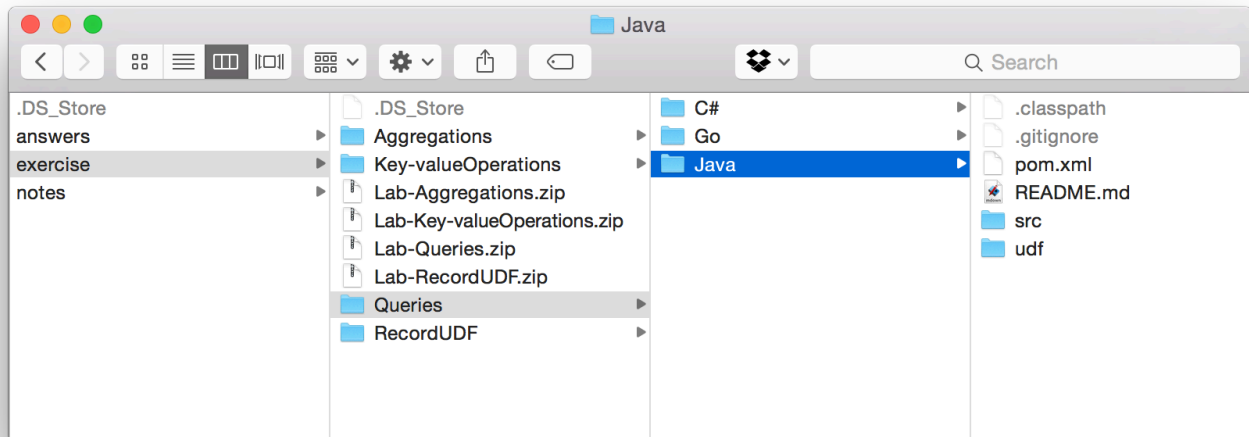 Java
Search
.DS_Store
answers
exercise
notes
.DS_Store
Aggregations
Key-valueOperations
Lab-Aggregations.zip
Lab-Key-valueOperations.zip
Lab-Queries.zip
Lab-RecordUDF.zip
Queries
RecordUDF
C#
Go
Java
.classpath
.gitignore
pom.xml
README.md
src
udf